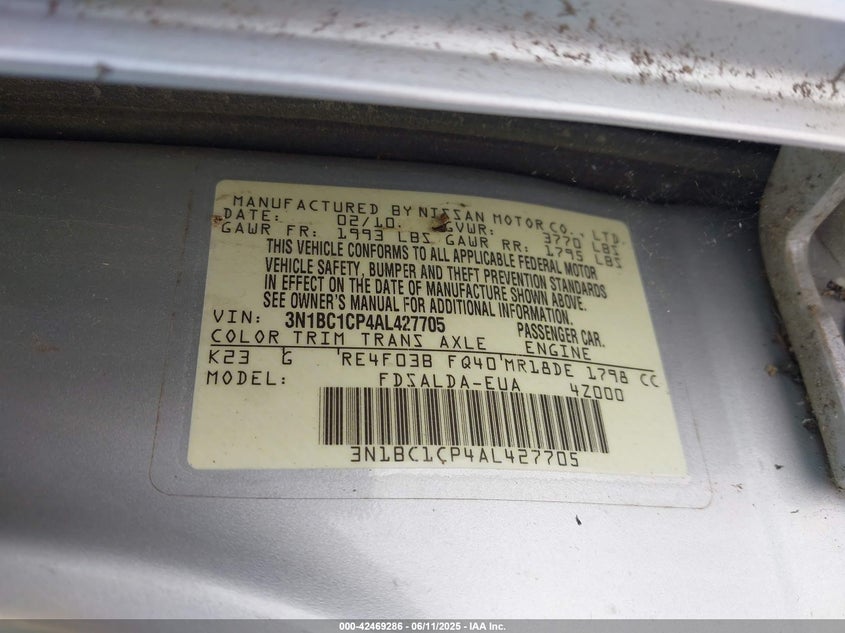 MANUFACTURED BY NISSAN MOTOR CO., LTD.
DATE: 02/10 GVWR: 3770 LBS
GAWR FR: 1993 LBS GAWR RR: 1795 LBS
THIS VEHICLE CONFORMS TO ALL APPLICABLE FEDERAL MOTOR
VEHICLE SAFETY, BUMPER AND THEFT PREVENTION STANDARDS
IN EFFECT ON THE DATE OF MANUFACTURE SHOWN ABOVE.
SEE OWNER'S MANUAL FOR ADDITIONAL INFORMATION.
VIN: 3N1BC1CP4AL427705 PASSENGER CAR.
COLOR TRIM TRANS AXLE ENGINE
K23 G RE4F03B FQ40 MR18DE 1798 CC
MODEL: FDSALDA-EUA 4Z000
3N1BC1CP4AL427705
000-42469286 - 06/11/2025 - IAA Inc.